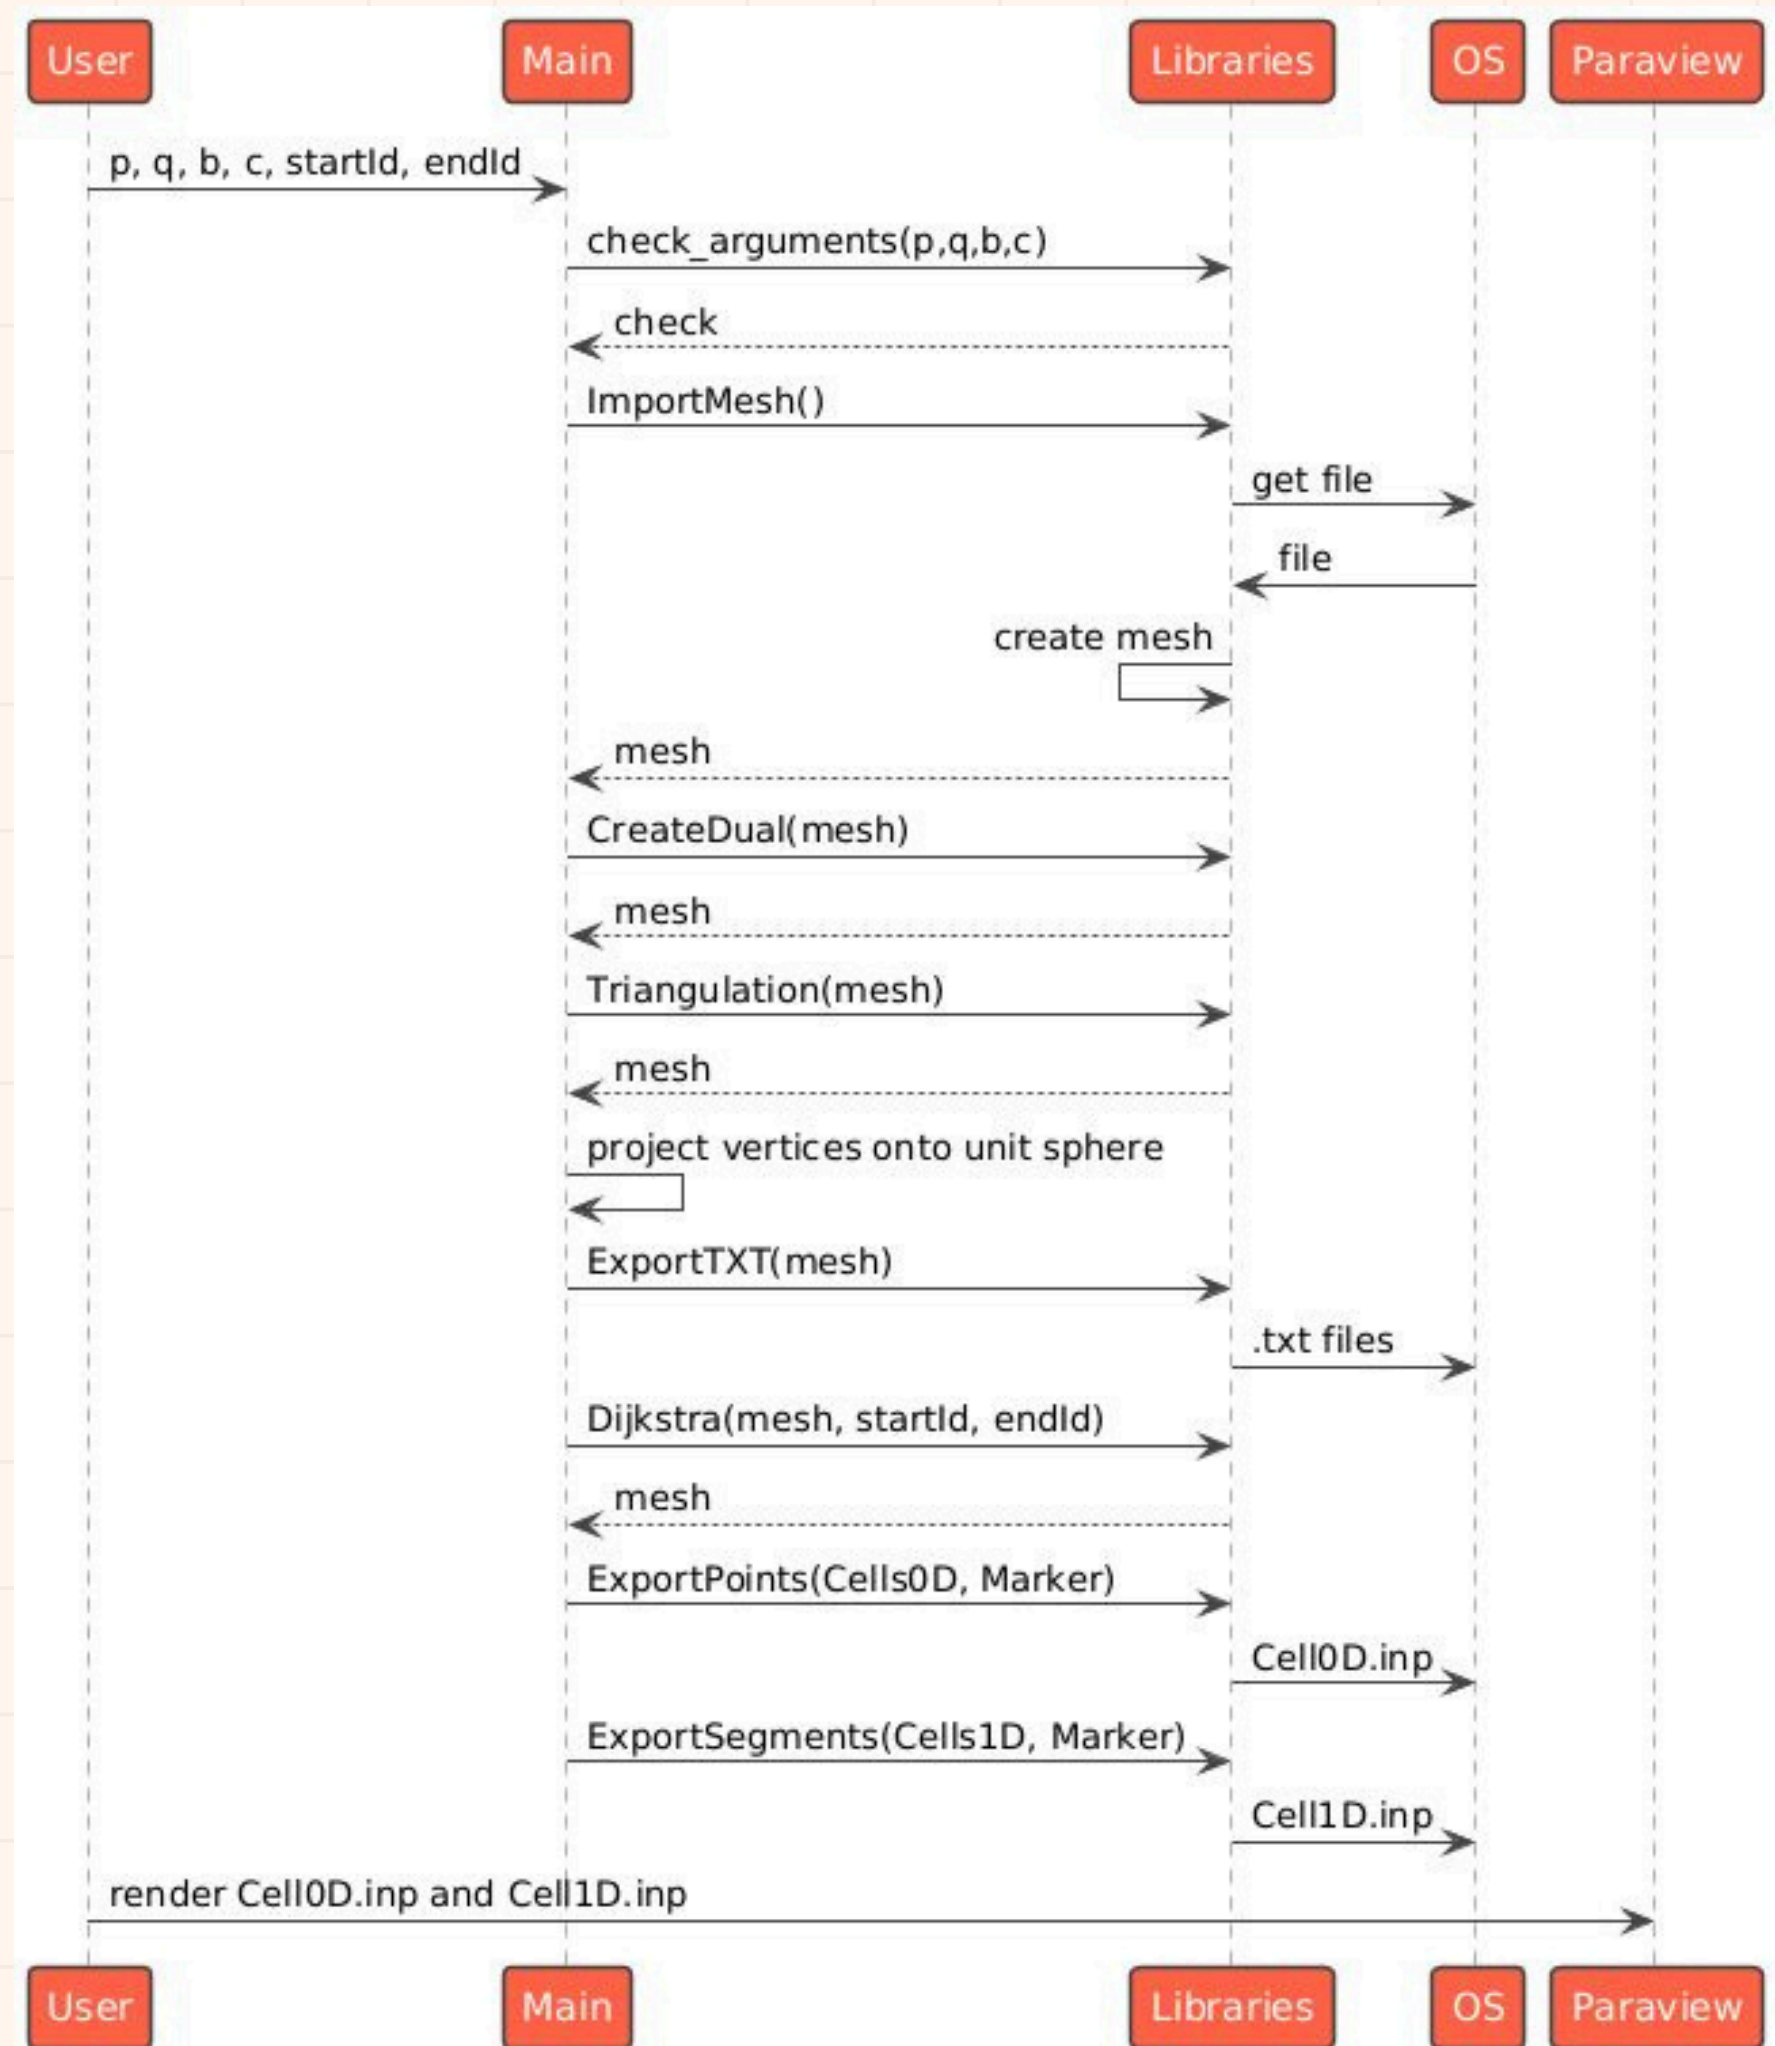 User Main Libraries OS Paraview
p, q, b, c, startId, endId
check_arguments(p,q,b,c)
check
ImportMesh()
get file
file
create mesh
mesh
CreateDual(mesh)
mesh
Triangulation(mesh)
mesh
project vertices onto unit sphere
ExportTXT(mesh)
.txt files
Dijkstra(mesh, startId, endId)
mesh
ExportPoints(Cells0D, Marker)
Cell0D.inp
ExportSegments(Cells1D, Marker)
Cell1D.inp
render Cell0D.inp and Cell1D.inp
User Main Libraries OS Paraview